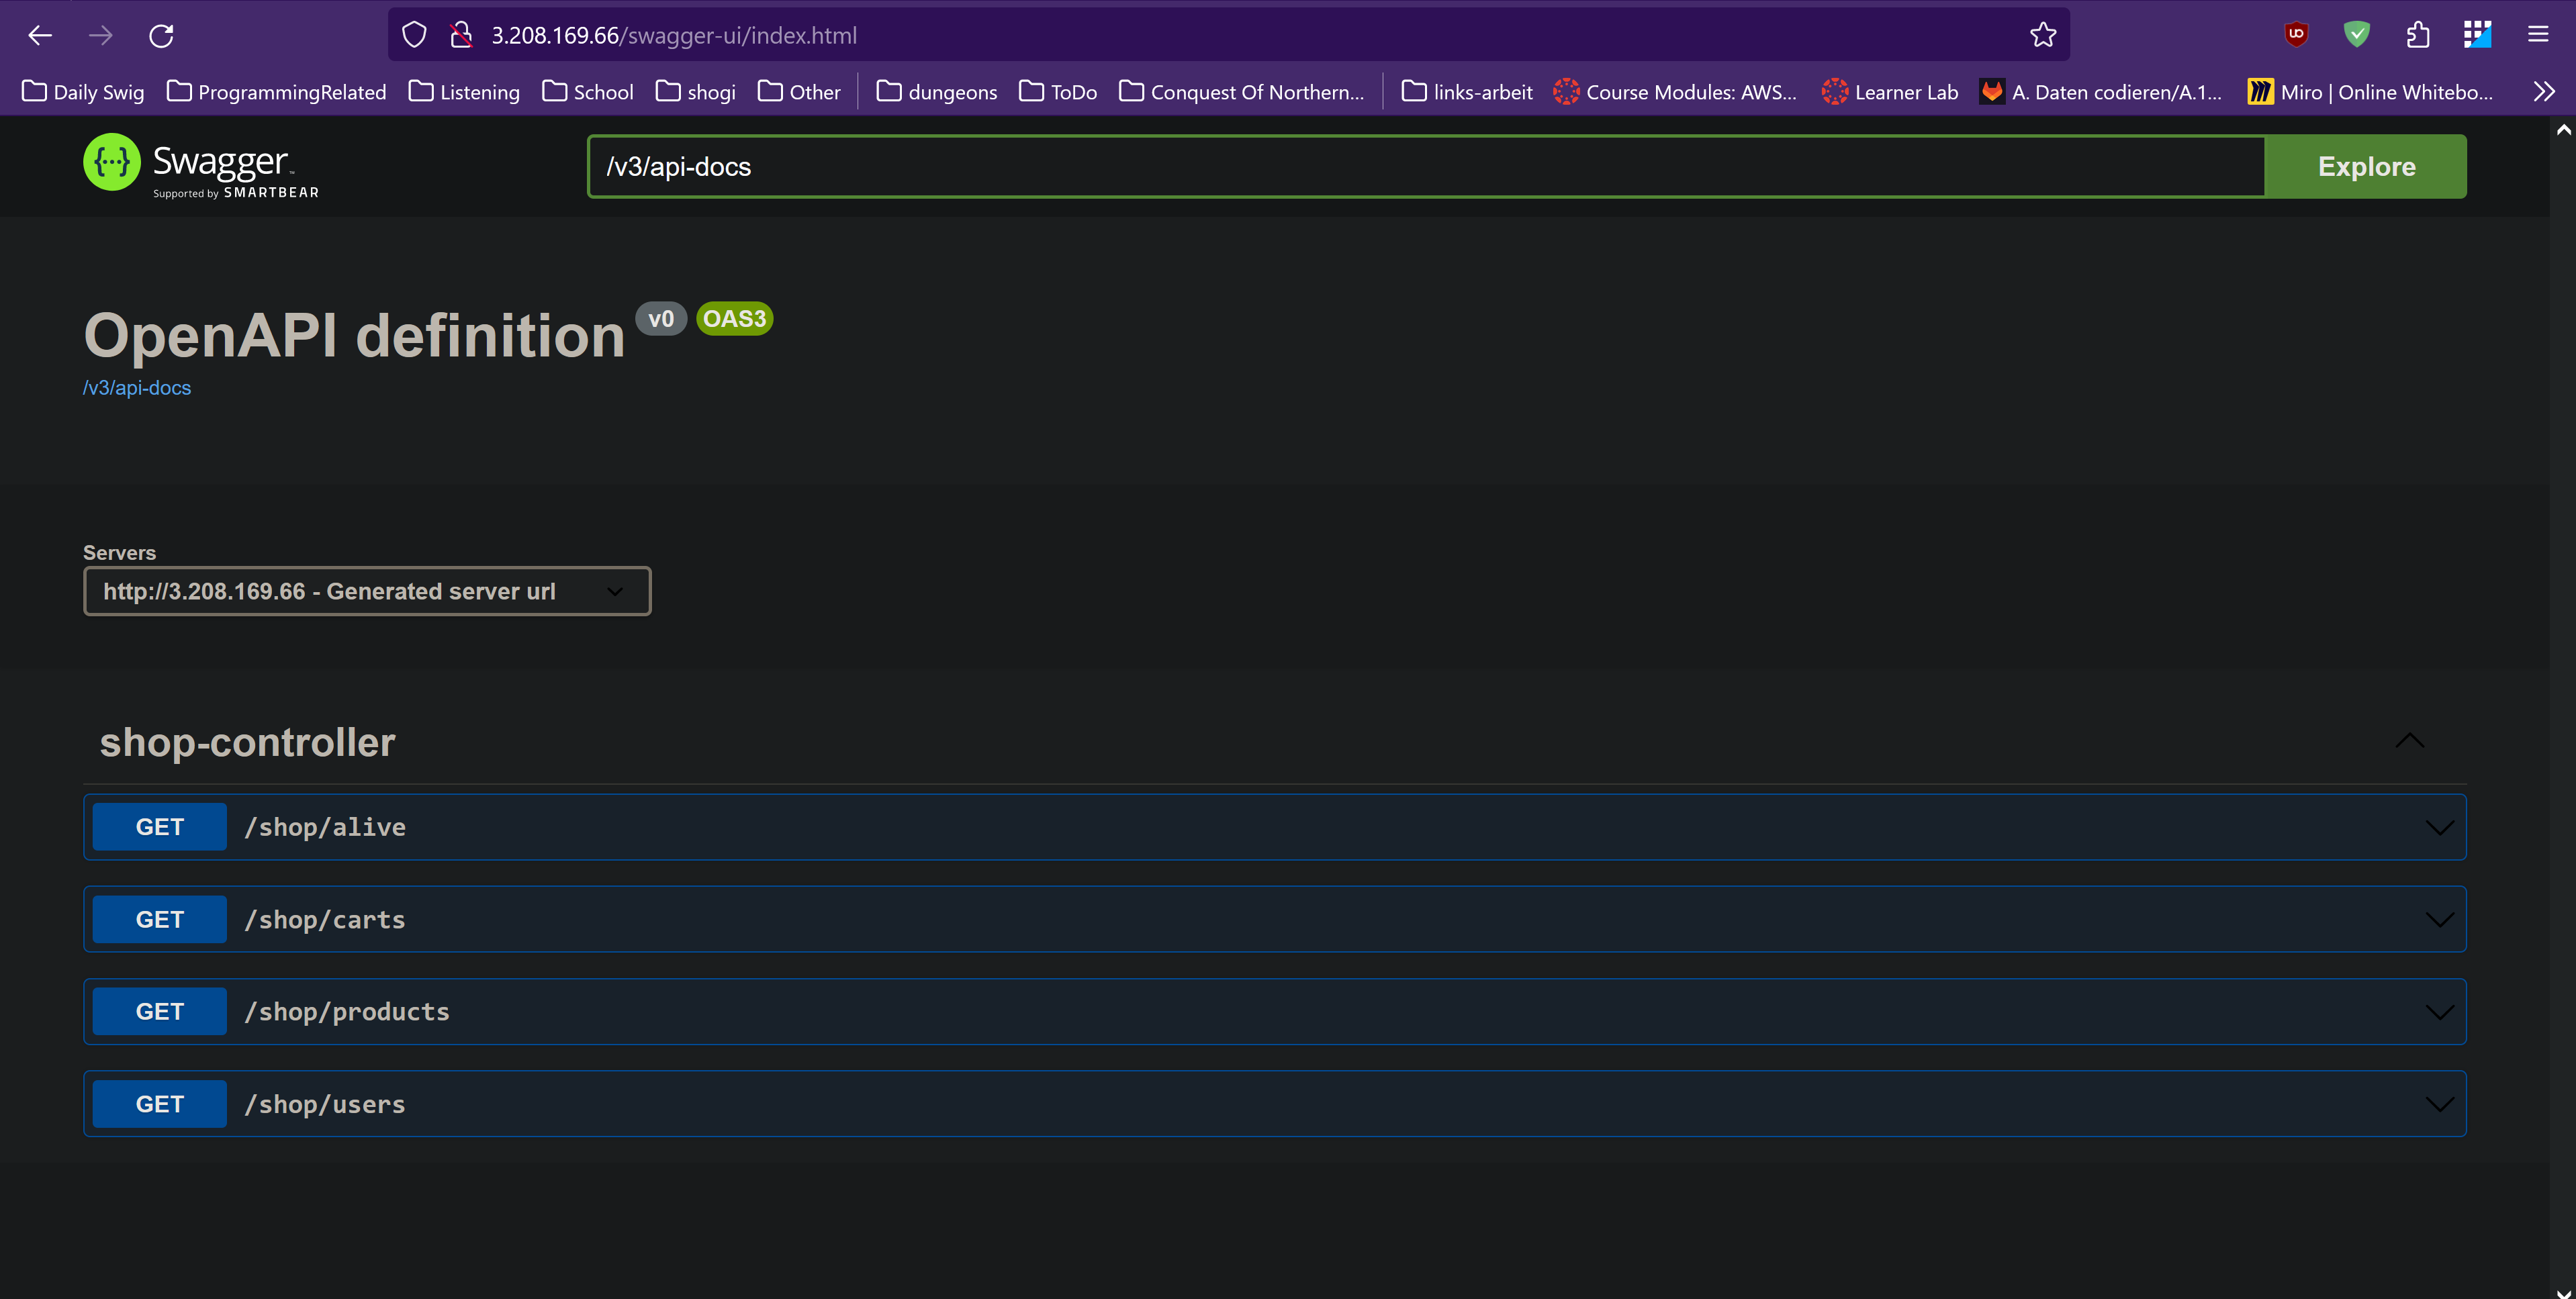 3.208.169.66/swagger-ui/index.html
Daily Swig ProgrammingRelated Listening School shogi Other dungeons ToDo Conquest Of Northern... links-arbeit Course Modules: AWS... Learner Lab A. Daten codieren/A.1... Miro | Online Whitebo...
{···} Swagger™
Supported by SMARTBEAR
/v3/api-docs
Explore
OpenAPI definition v0 OAS3
/v3/api-docs
Servers
http://3.208.169.66 - Generated server url
shop-controller
GET /shop/alive
GET /shop/carts
GET /shop/products
GET /shop/users